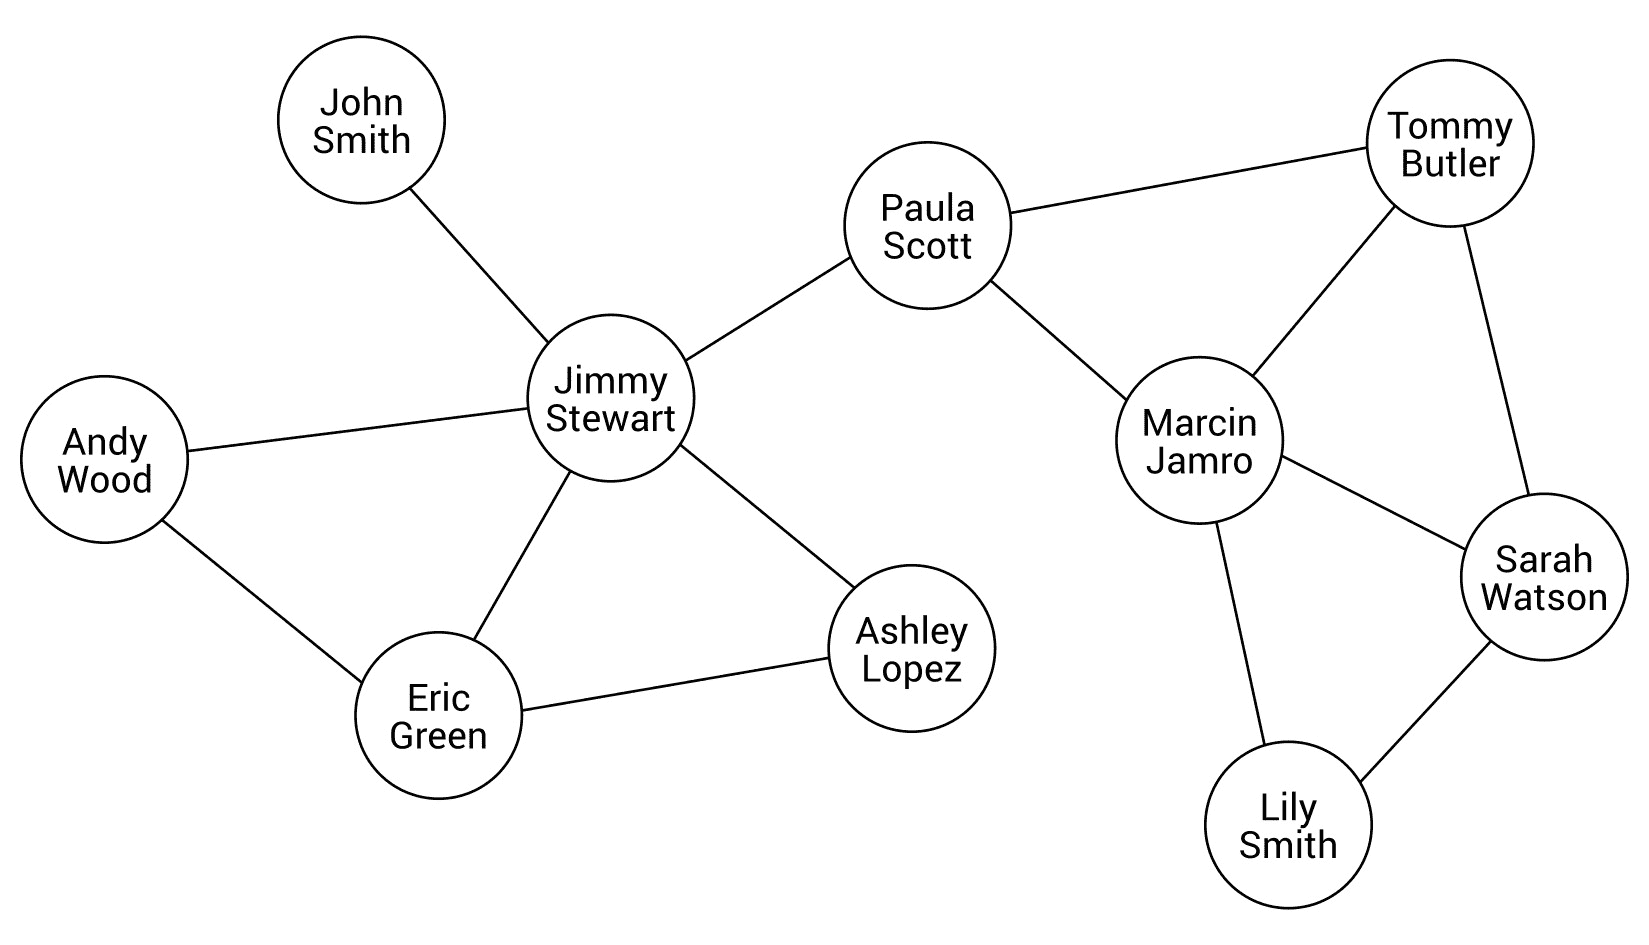 John
Smith
Tommy
Butler
Paula
Scott
Jimmy
Stewart
Andy
Wood
Marcin
Jamro
Sarah
Watson
Ashley
Lopez
Eric
Green
Lily
Smith